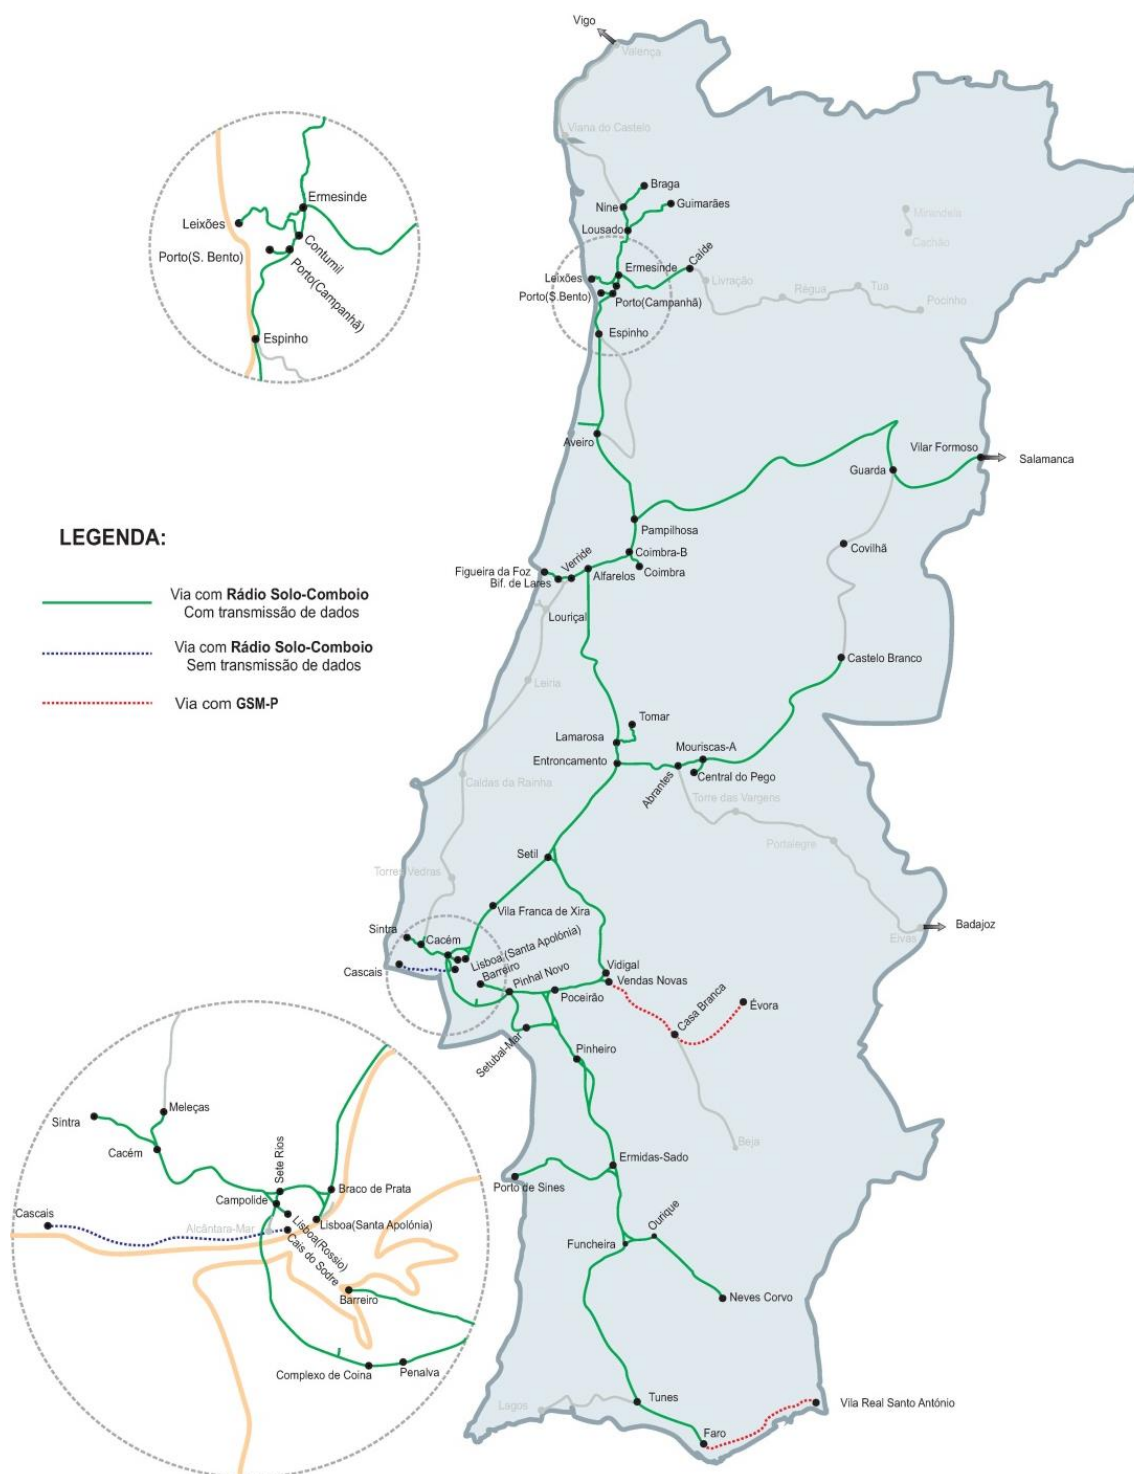 Vigo
Valença
Viana do Castelo
Braga
Guimarães
Nine
Lousado
Mirandela
Cachão
Ermesinde
Caíde
Leixões
Livração
Régua
Tua
Pocinho
Porto(S.Bento)
Porto(Campanhã)
Espinho
Ermesinde
Leixões
Contumil
Porto(S. Bento)
Porto(Campanhã)
Espinho
Aveiro
Vilar Formoso
Salamanca
Guarda
Pampilhosa
Covilhã
Coimbra-B
Verride
Figueira da Foz
Bif. de Lares
Alfarelos
Coimbra
Louriçal
LEGENDA:
Via com Rádio Solo-Comboio
Com transmissão de dados
Via com Rádio Solo-Comboio
Sem transmissão de dados
Via com GSM-P
Castelo Branco
Leiria
Tomar
Lamarosa
Mouriscas-A
Entroncamento
Abrantes
Central do Pego
Caldas da Rainha
Torre das Vargens
Portalegre
Setil
Torres Vedras
Elvas
Badajoz
Vila Franca de Xira
Sintra
Cacém
Lisboa (Santa Apolónia)
Cascais
Barreiro
Pinhal Novo
Vidigal
Vendas Novas
Poceirão
Casa Branca
Évora
Setubal-Mar
Pinheiro
Beja
Ermidas-Sado
Porto de Sines
Ourique
Funcheira
Neves Corvo
Tunes
Lagos
Faro
Vila Real Santo António
Meleças
Sintra
Cacém
Sete Rios
Braco de Prata
Campolide
Cascais
Alcântara-Mar
Lisboa(Rossio)
Lisboa(Santa Apolónia)
Cais do Sodre
Barreiro
Complexo de Coina
Penalva